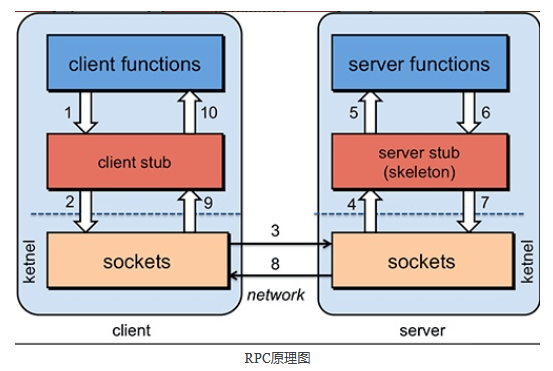 client functions
server functions
1
10
5
6
client stub
server stub
(skeleton)
2
9
4
7
3
ketnel
sockets
8
sockets
ketnel
network
client
server
RPC原理图